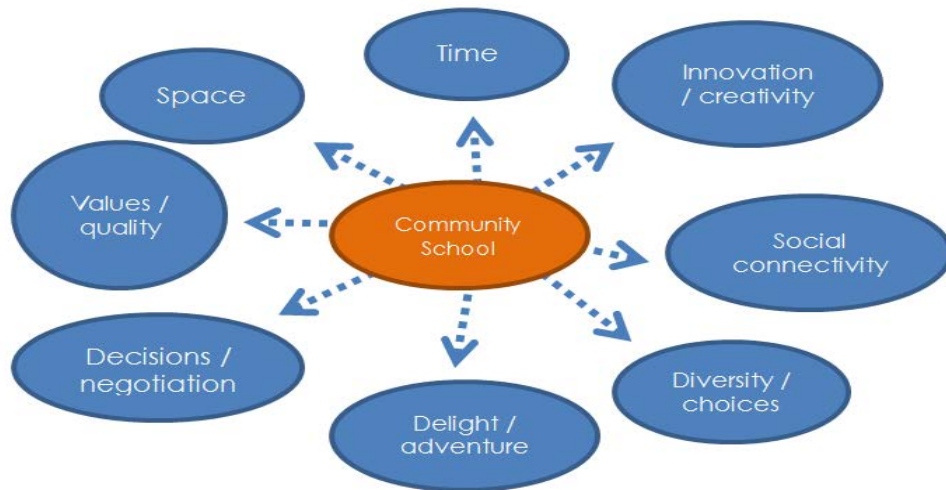 Time
Innovation
/ creativity
Space
Values /
quality
Community
School
Social
connectivity
Decisions /
negotiation
Diversity /
choices
Delight /
adventure